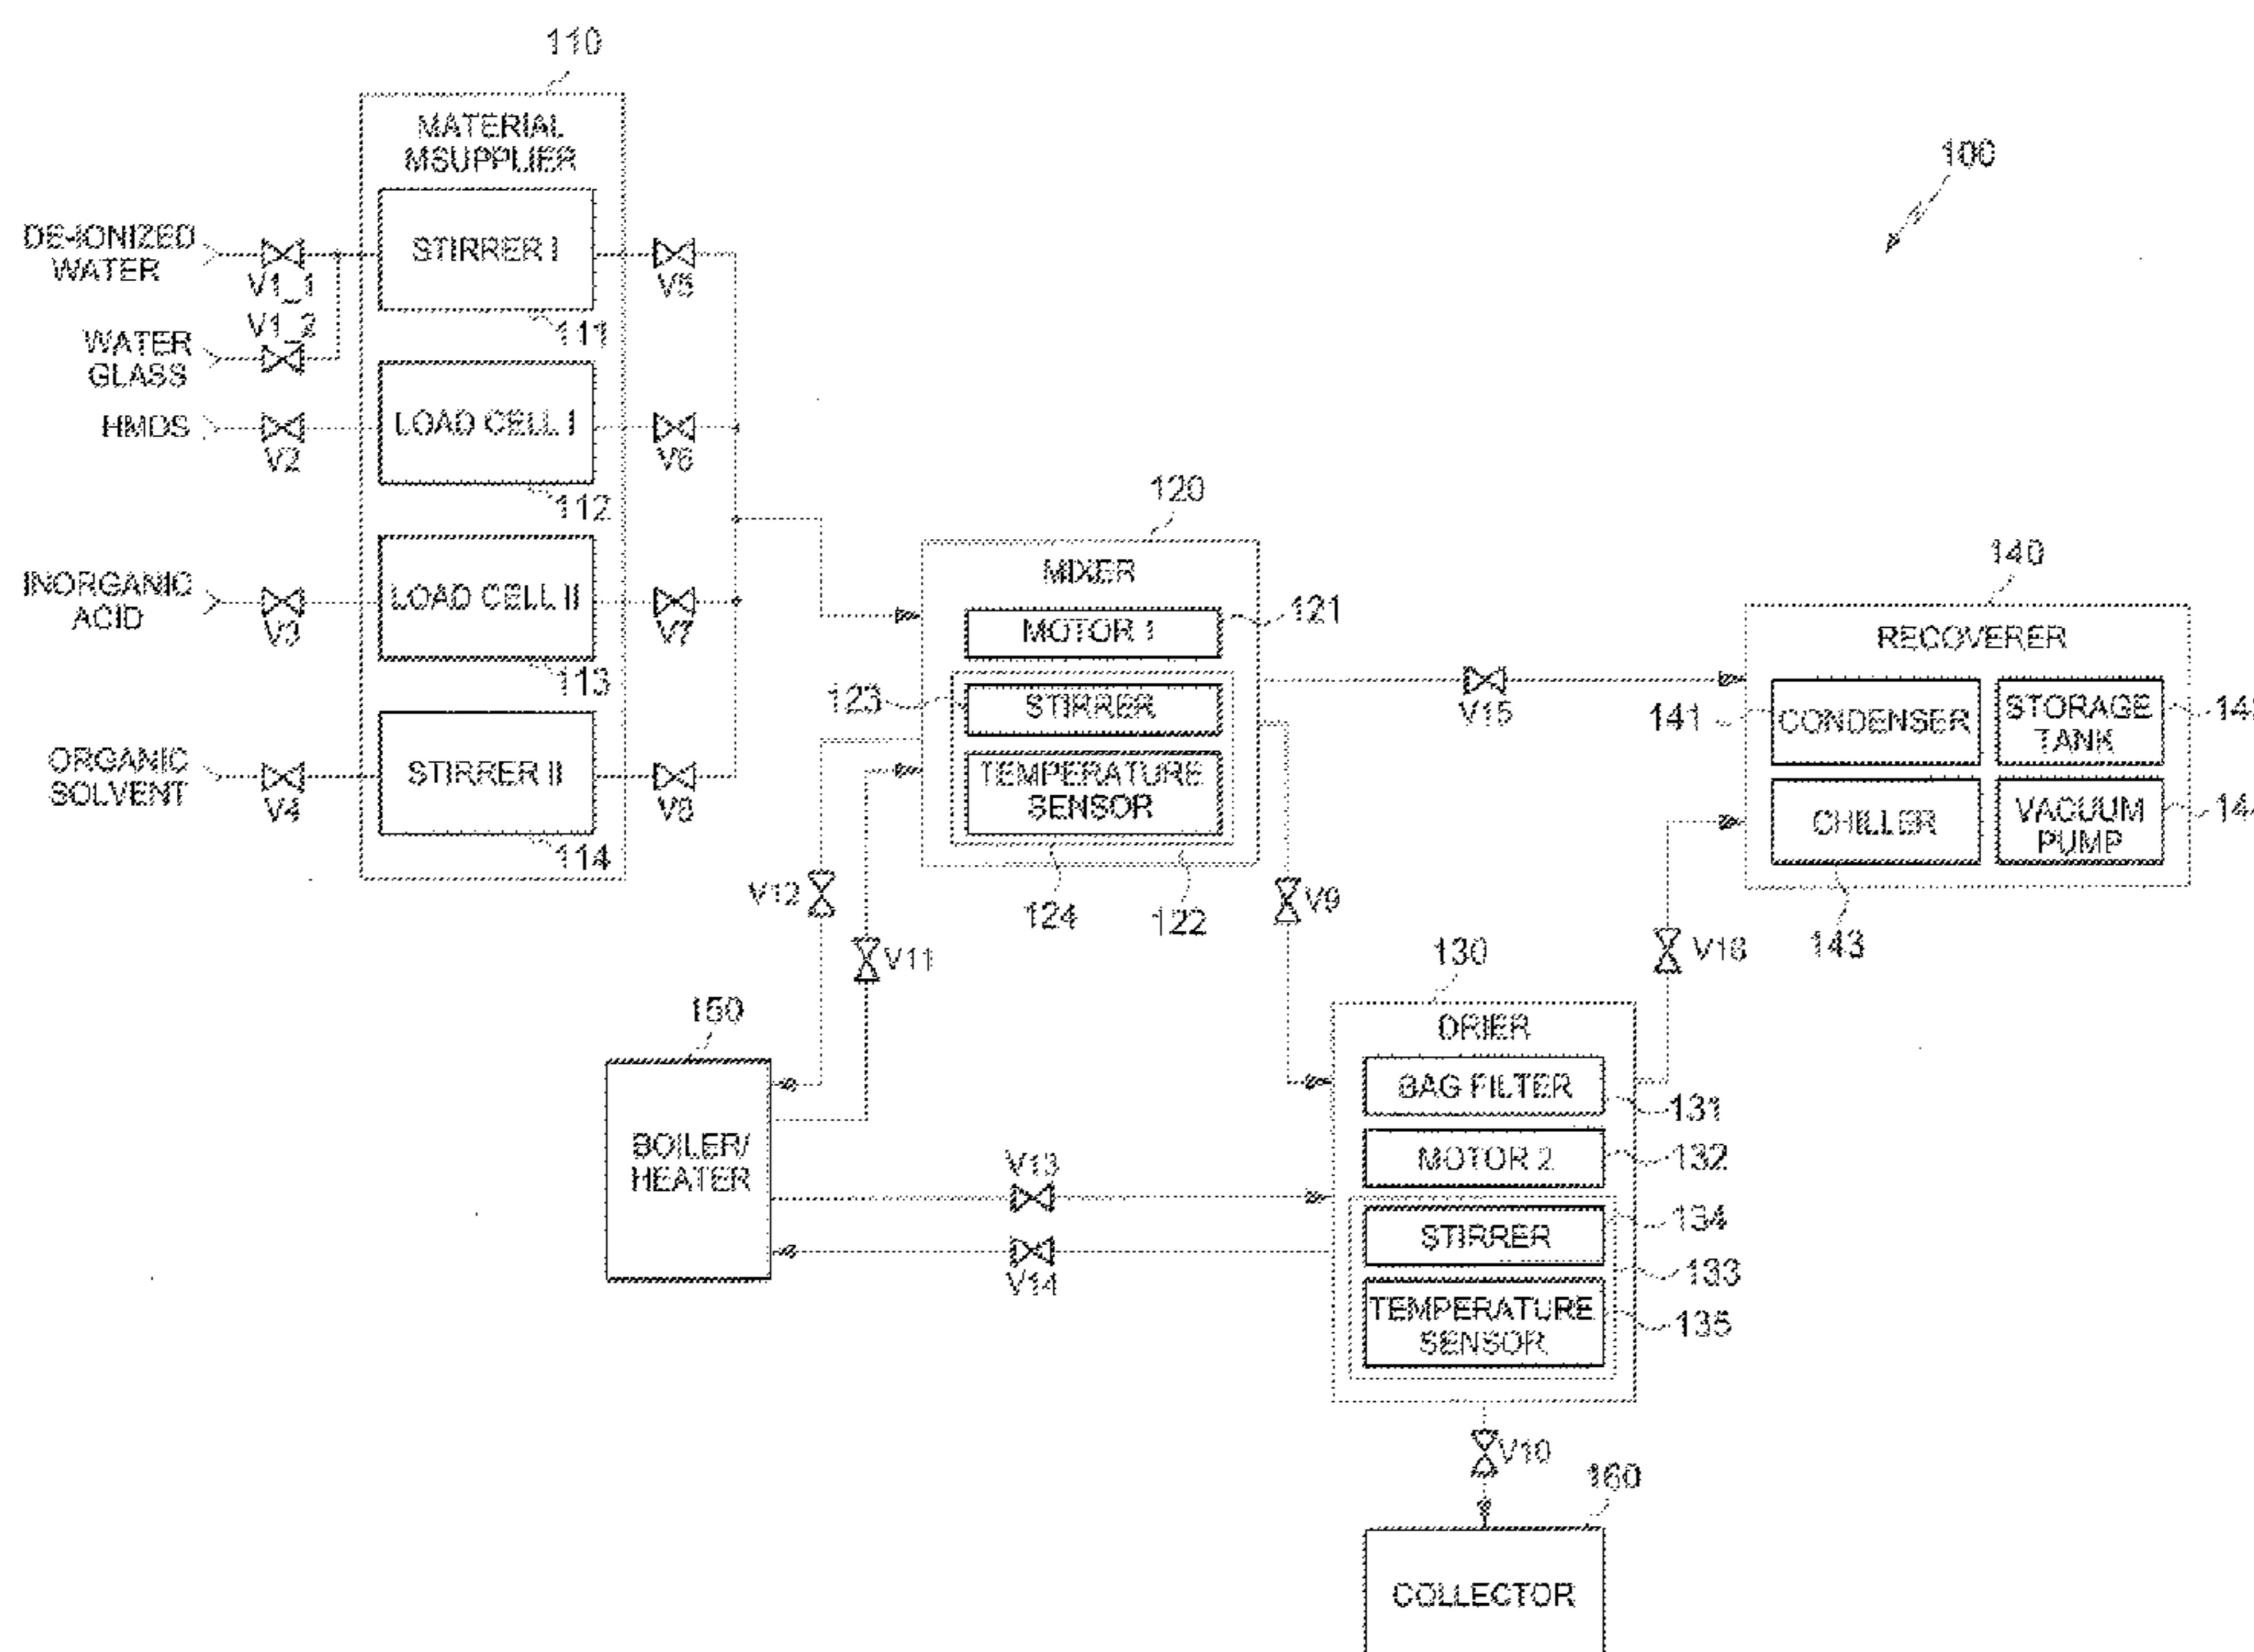 110
MATERIAL
MSUPPLIER
100
DE-IONIZED
WATER
V1_1
STIRRER I
V5
111
V1_2
WATER
GLASS
HMDS
V2
LOAD CELL I
V6
112
INORGANIC
ACID
V3
LOAD CELL II
V7
113
ORGANIC
SOLVENT
V4
STIRRER II
V8
114
120
MIXER
MOTOR 1
121
123
STIRRER
TEMPERATURE
SENSOR
124
122
V15
140
RECOVERER
141
CONDENSER
STORAGE
TANK
CHILLER
VACUUM
PUMP
143
V12
V11
V9
V16
150
BOILER/
HEATER
V13
V14
130
DRIER
BAG FILTER
131
MOTOR 2
132
STIRRER
134
133
TEMPERATURE
SENSOR
135
V10
160
COLLECTOR